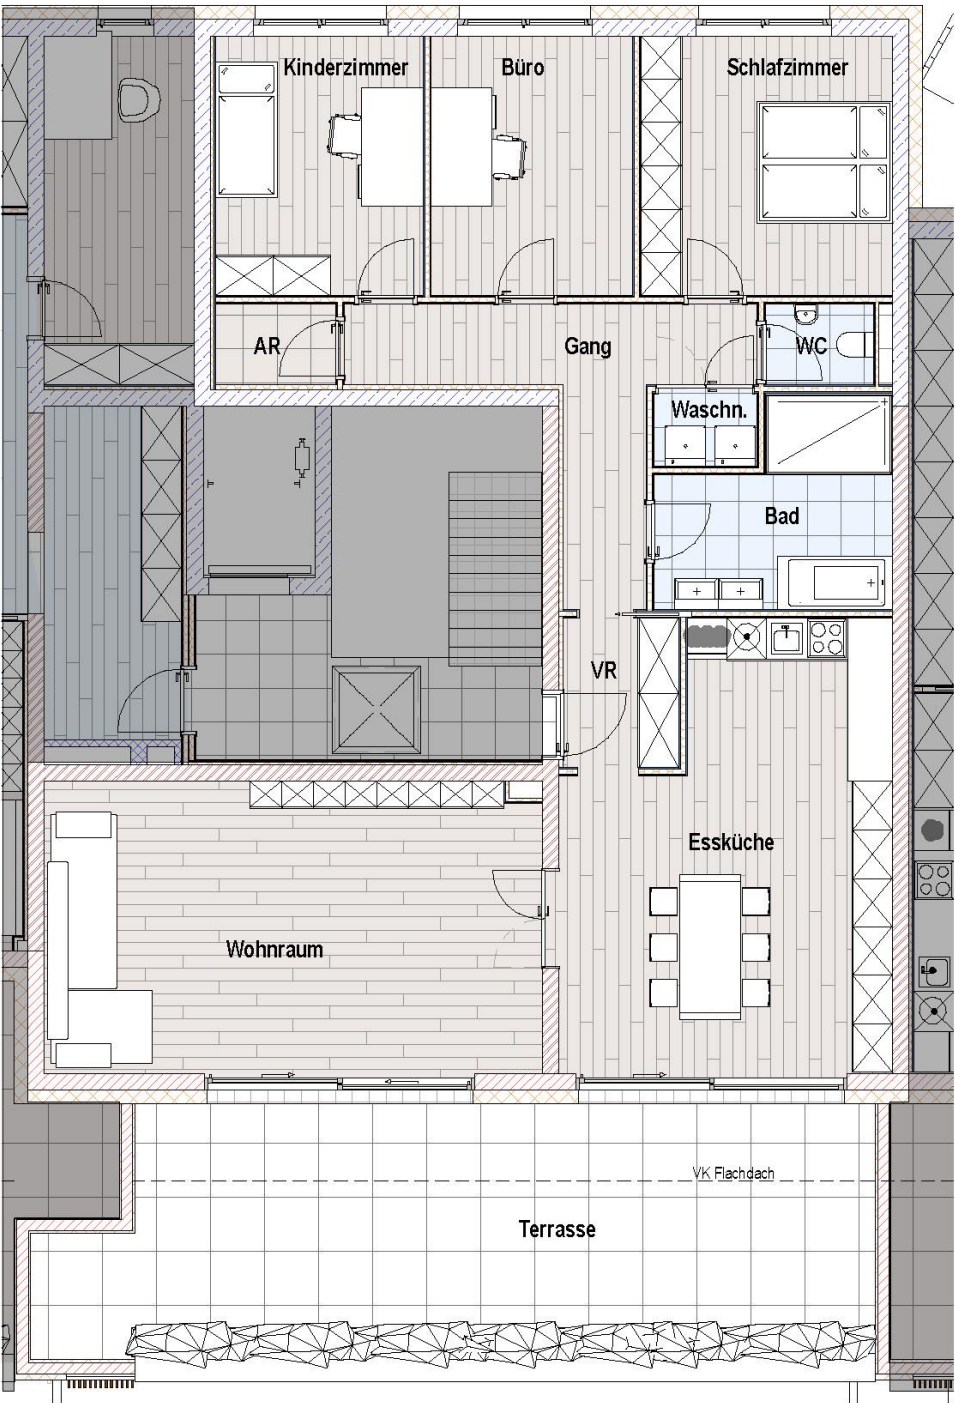 Kinderzimmer
Büro
Schlafzimmer
AR
Gang
WC
Waschn.
Bad
VR
Essküche
Wohnraum
VK Flachdach
Terrasse